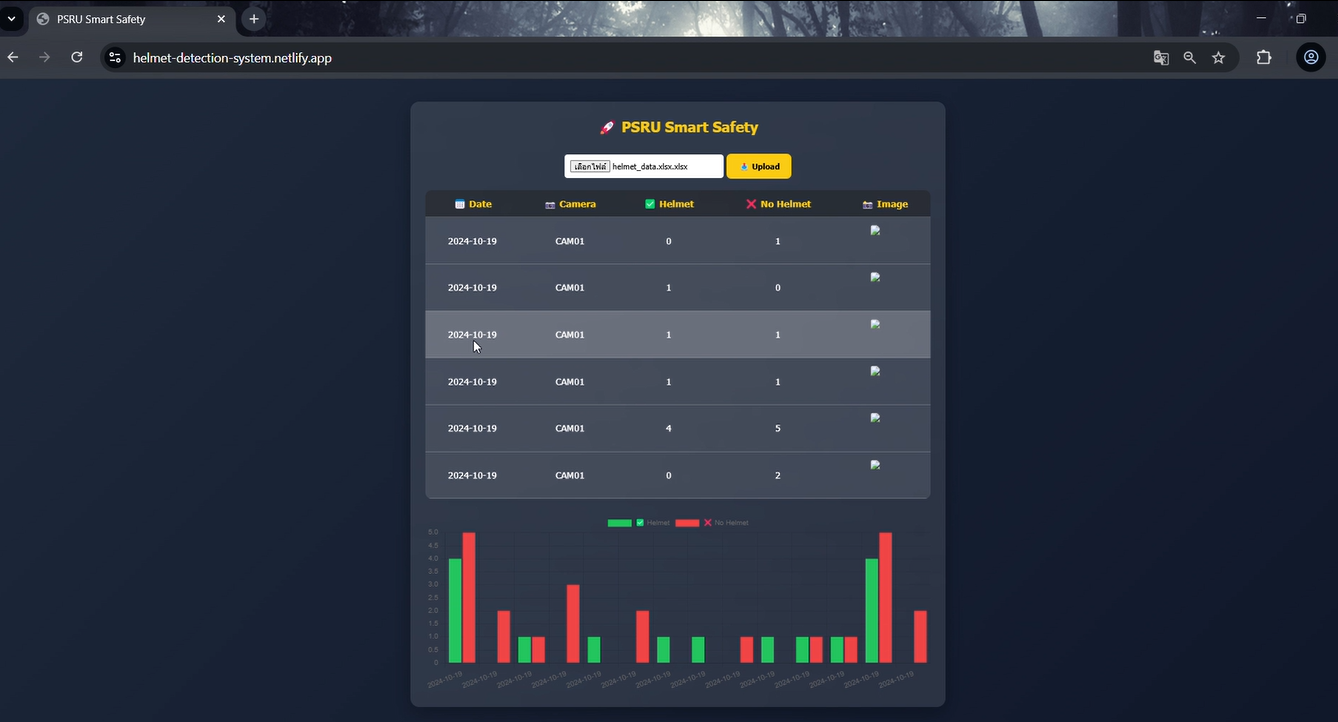 PSRU Smart Safety
helmet-detection-system.netlify.app
🚀 PSRU Smart Safety
เลือกไฟล์ helmet_data.xlsx.xlsx Upload
Date Camera ✅ Helmet ❌ No Helmet Image
2024-10-19 CAM01 0 1
2024-10-19 CAM01 1 0
2024-10-19 CAM01 1 1
2024-10-19 CAM01 1 1
2024-10-19 CAM01 4 5
2024-10-19 CAM01 0 2
✅ Helmet ❌ No Helmet
5.0
4.5
4.0
3.5
3.0
2.5
2.0
1.5
1.0
0.5
0
2024-10-19 2024-10-19 2024-10-19 2024-10-19 2024-10-19 2024-10-19 2024-10-19 2024-10-19 2024-10-19 2024-10-19 2024-10-19 2024-10-19 2024-10-19 2024-10-19